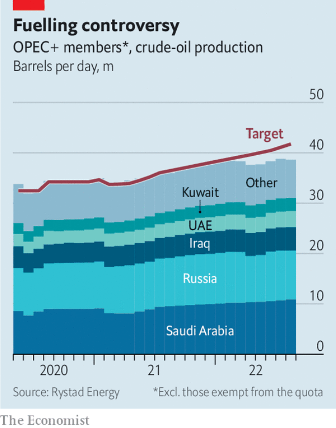 Fuelling controversy
OPEC+ members*, crude-oil production
Barrels per day, m
50
Target
40
Kuwait
Other
30
UAE
Iraq
20
Russia
10
Saudi Arabia
0
2020 21 22
Source: Rystad Energy *Excl. those exempt from the quota
The Economist